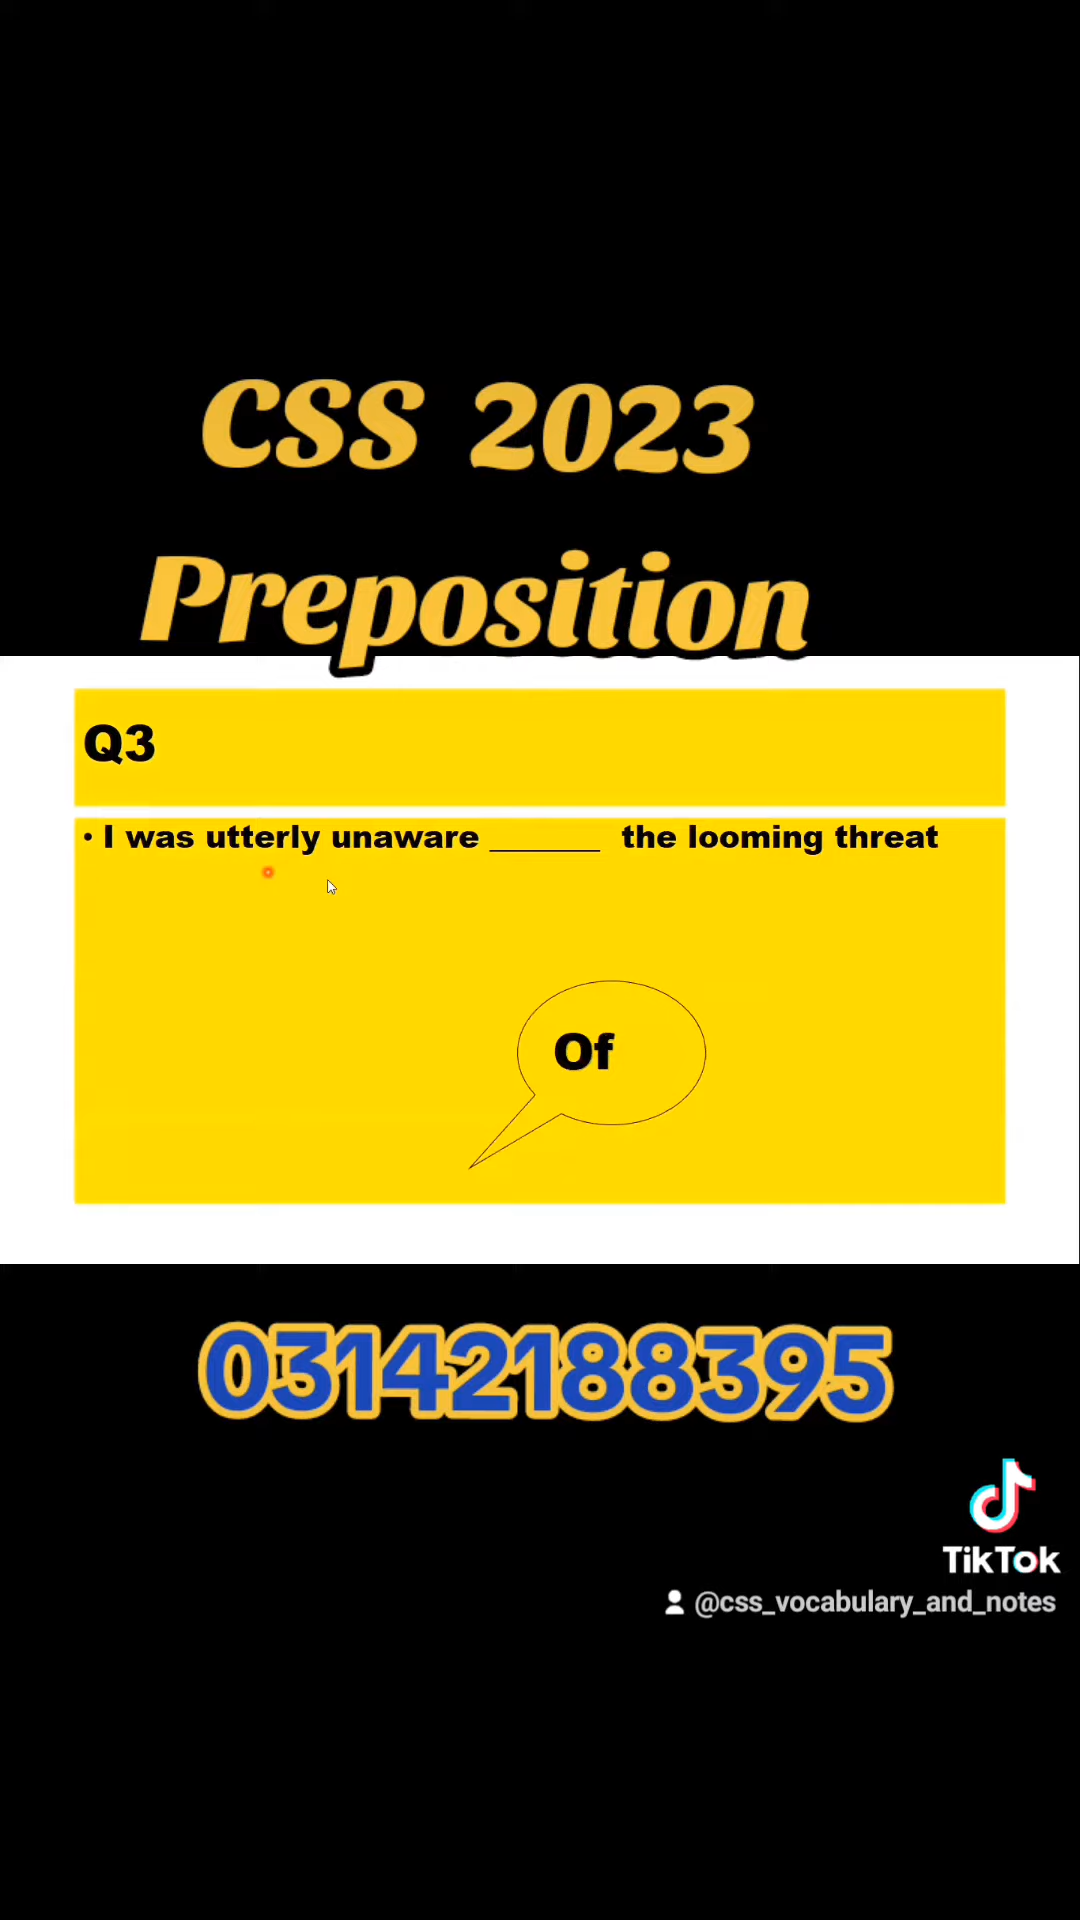 CSS 2023
Preposition
Q3
• I was utterly unaware _______ the looming threat
Of
03142188395
TikTok
@css_vocabulary_and_notes